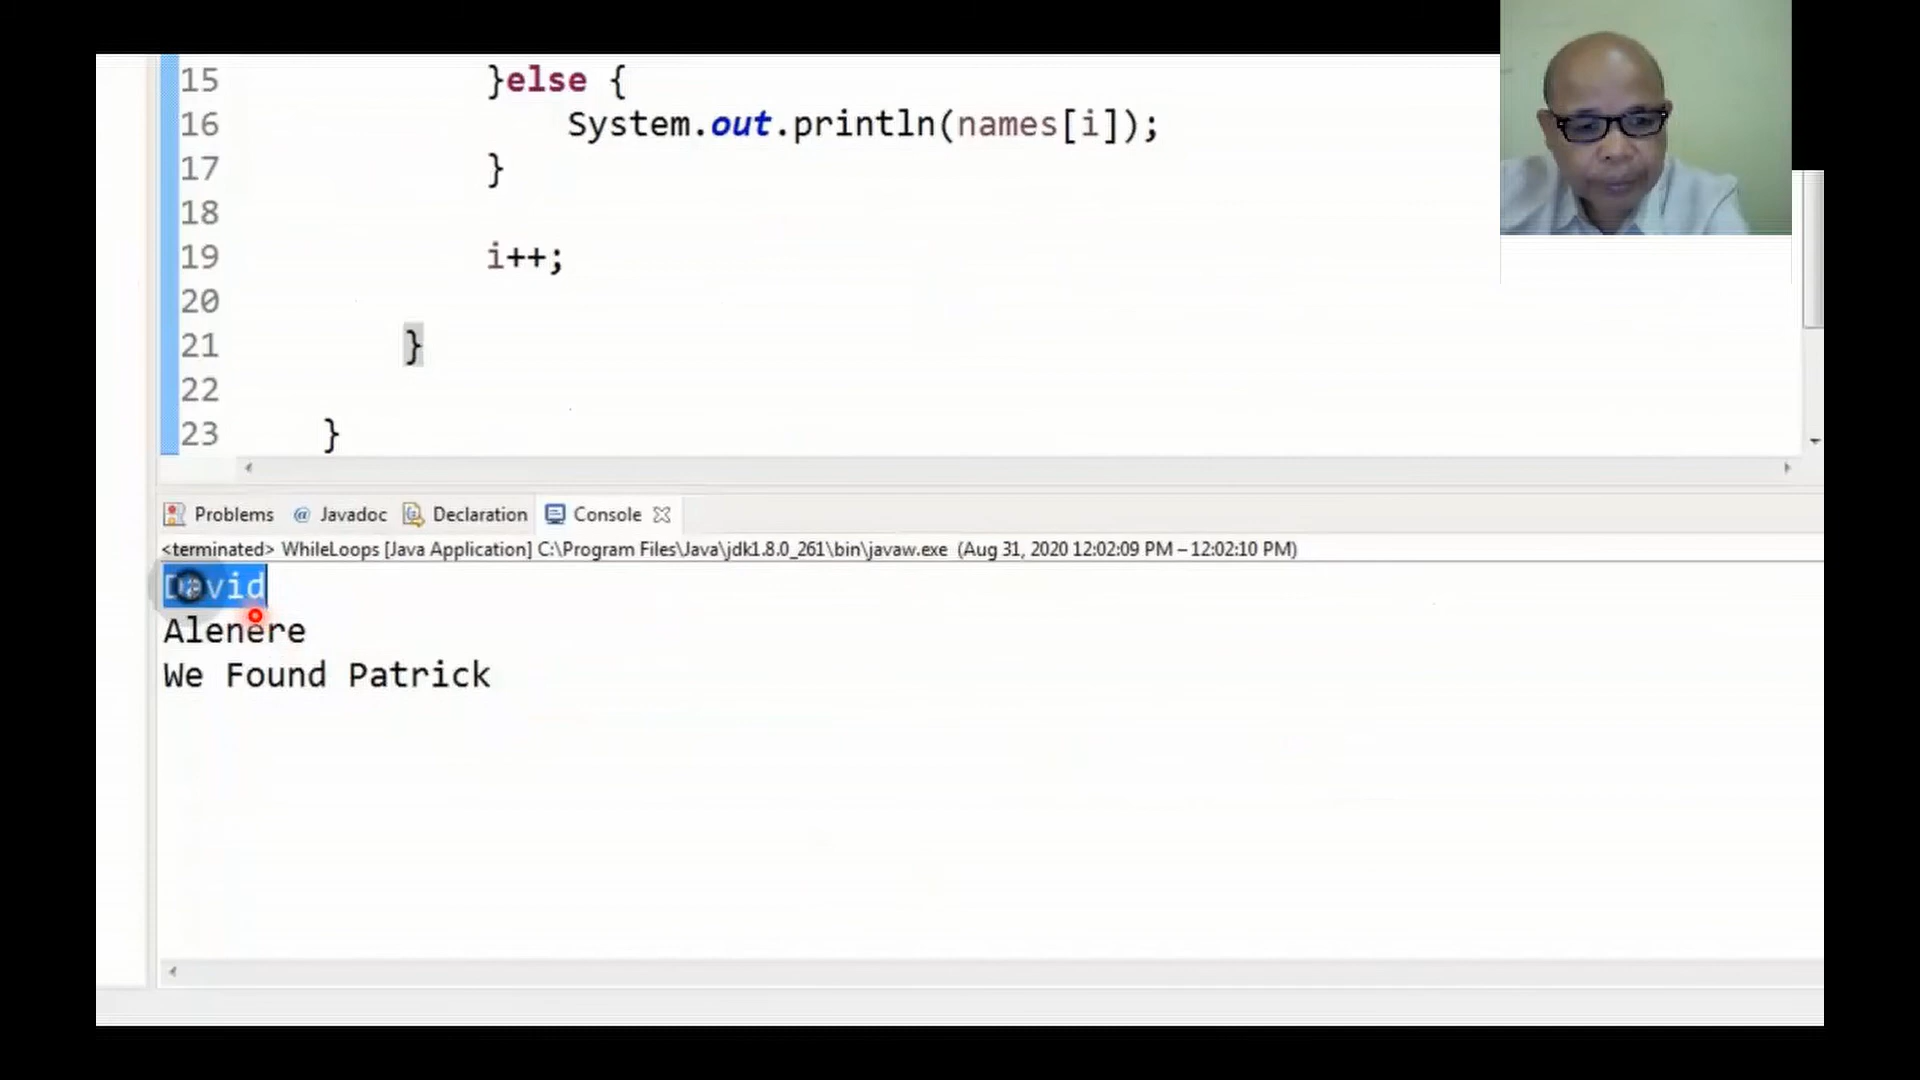 15 }else {
16 System.out.println(names[i]);
17 }
18
19 i++;
20
21 }
22
23 }
Problems @ Javadoc Declaration Console
<terminated> WhileLoops [Java Application] C:\Program Files\Java\jdk1.8.0_261\bin\javaw.exe (Aug 31, 2020 12:02:09 PM – 12:02:10 PM)
David
Alenere
We Found Patrick